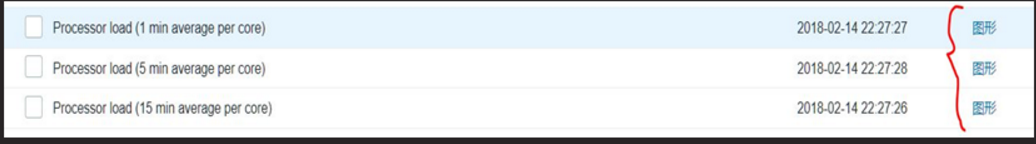 Processor load (1 min average per core) 2018-02-14 22:27:27 图形
Processor load (5 min average per core) 2018-02-14 22:27:28 图形
Processor load (15 min average per core) 2018-02-14 22:27:26 图形